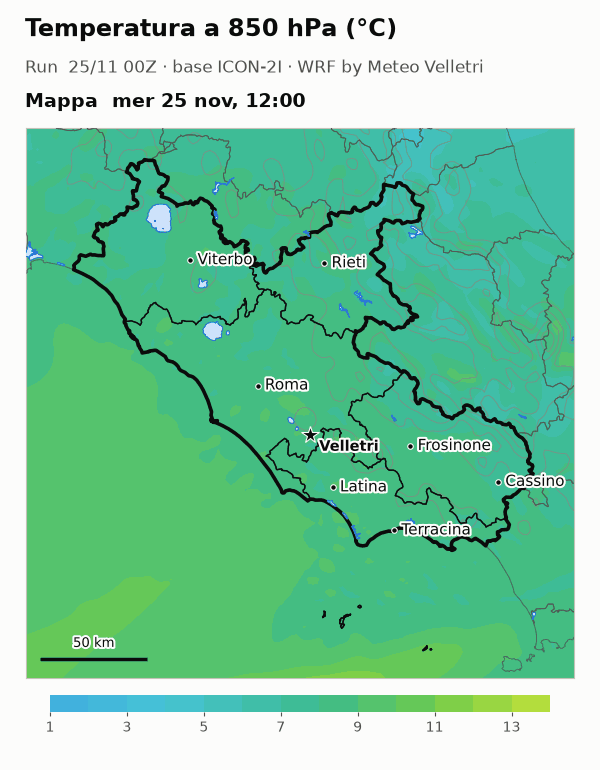 Temperatura a 850 hPa (°C)
Run  25/11 00Z · base ICON-2I · WRF by Meteo Velletri
Mappa  mer 25 nov, 12:00
Viterbo
Rieti
Roma
Velletri
Frosinone
Latina
Cassino
Terracina
50 km
1 3 5 7 9 11 13